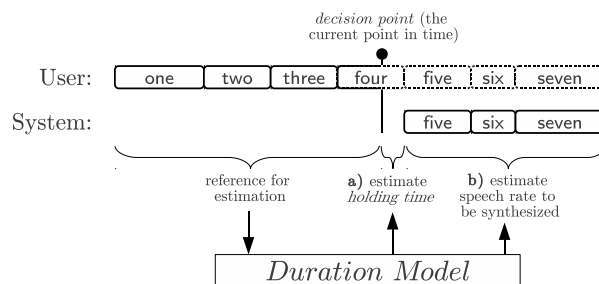 decision point (the
current point in time)
User: one two three four five six seven
System: five six seven
reference for
estimation
a) estimate
holding time
b) estimate
speech rate to
be synthesized
Duration Model